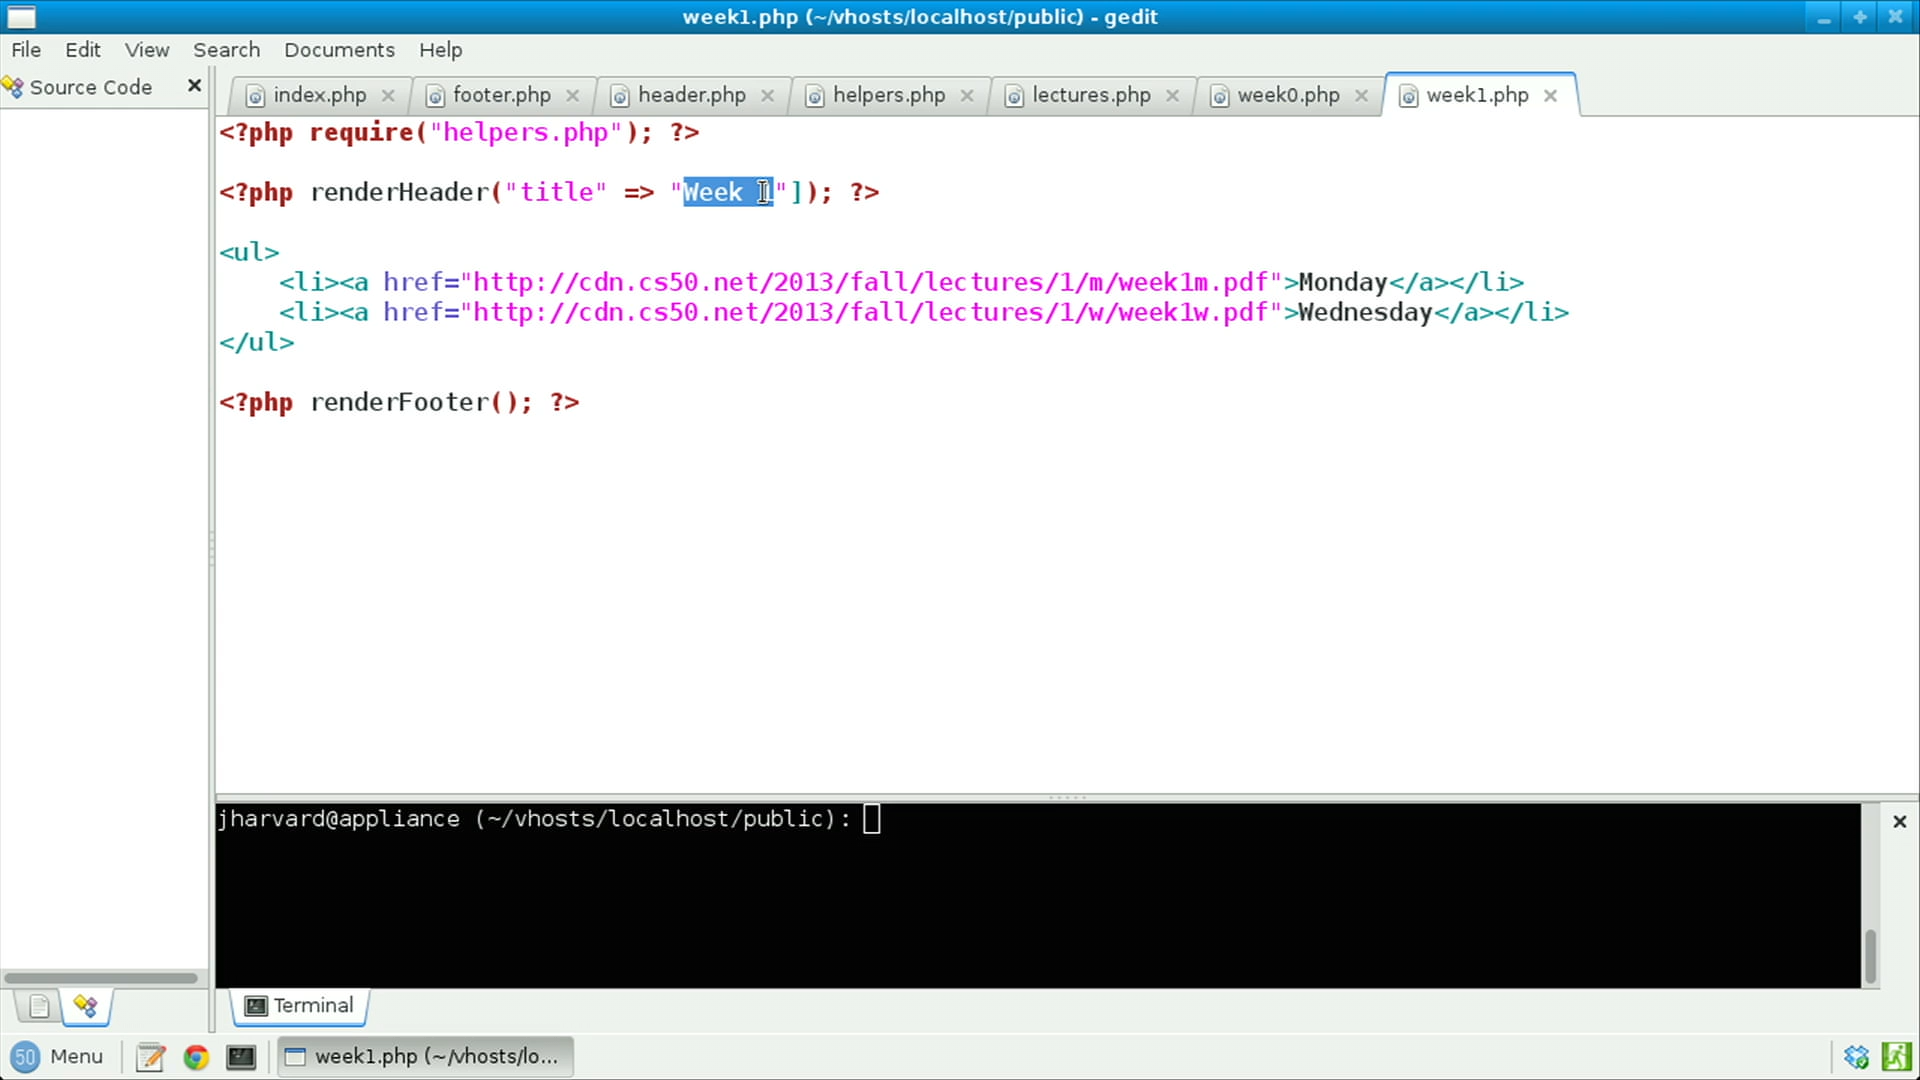 week1.php (~/vhosts/localhost/public) - gedit
File Edit View Search Documents Help
Source Code
index.php footer.php header.php helpers.php lectures.php week0.php week1.php
<?php require("helpers.php"); ?>
<?php renderHeader("title" => "Week 1"]); ?>
<ul>
<li><a href="http://cdn.cs50.net/2013/fall/lectures/1/m/week1m.pdf">Monday</a></li>
<li><a href="http://cdn.cs50.net/2013/fall/lectures/1/w/week1w.pdf">Wednesday</a></li>
</ul>
<?php renderFooter(); ?>
jharvard@appliance (~/vhosts/localhost/public):
Terminal
50 Menu week1.php (~/vhosts/lo...